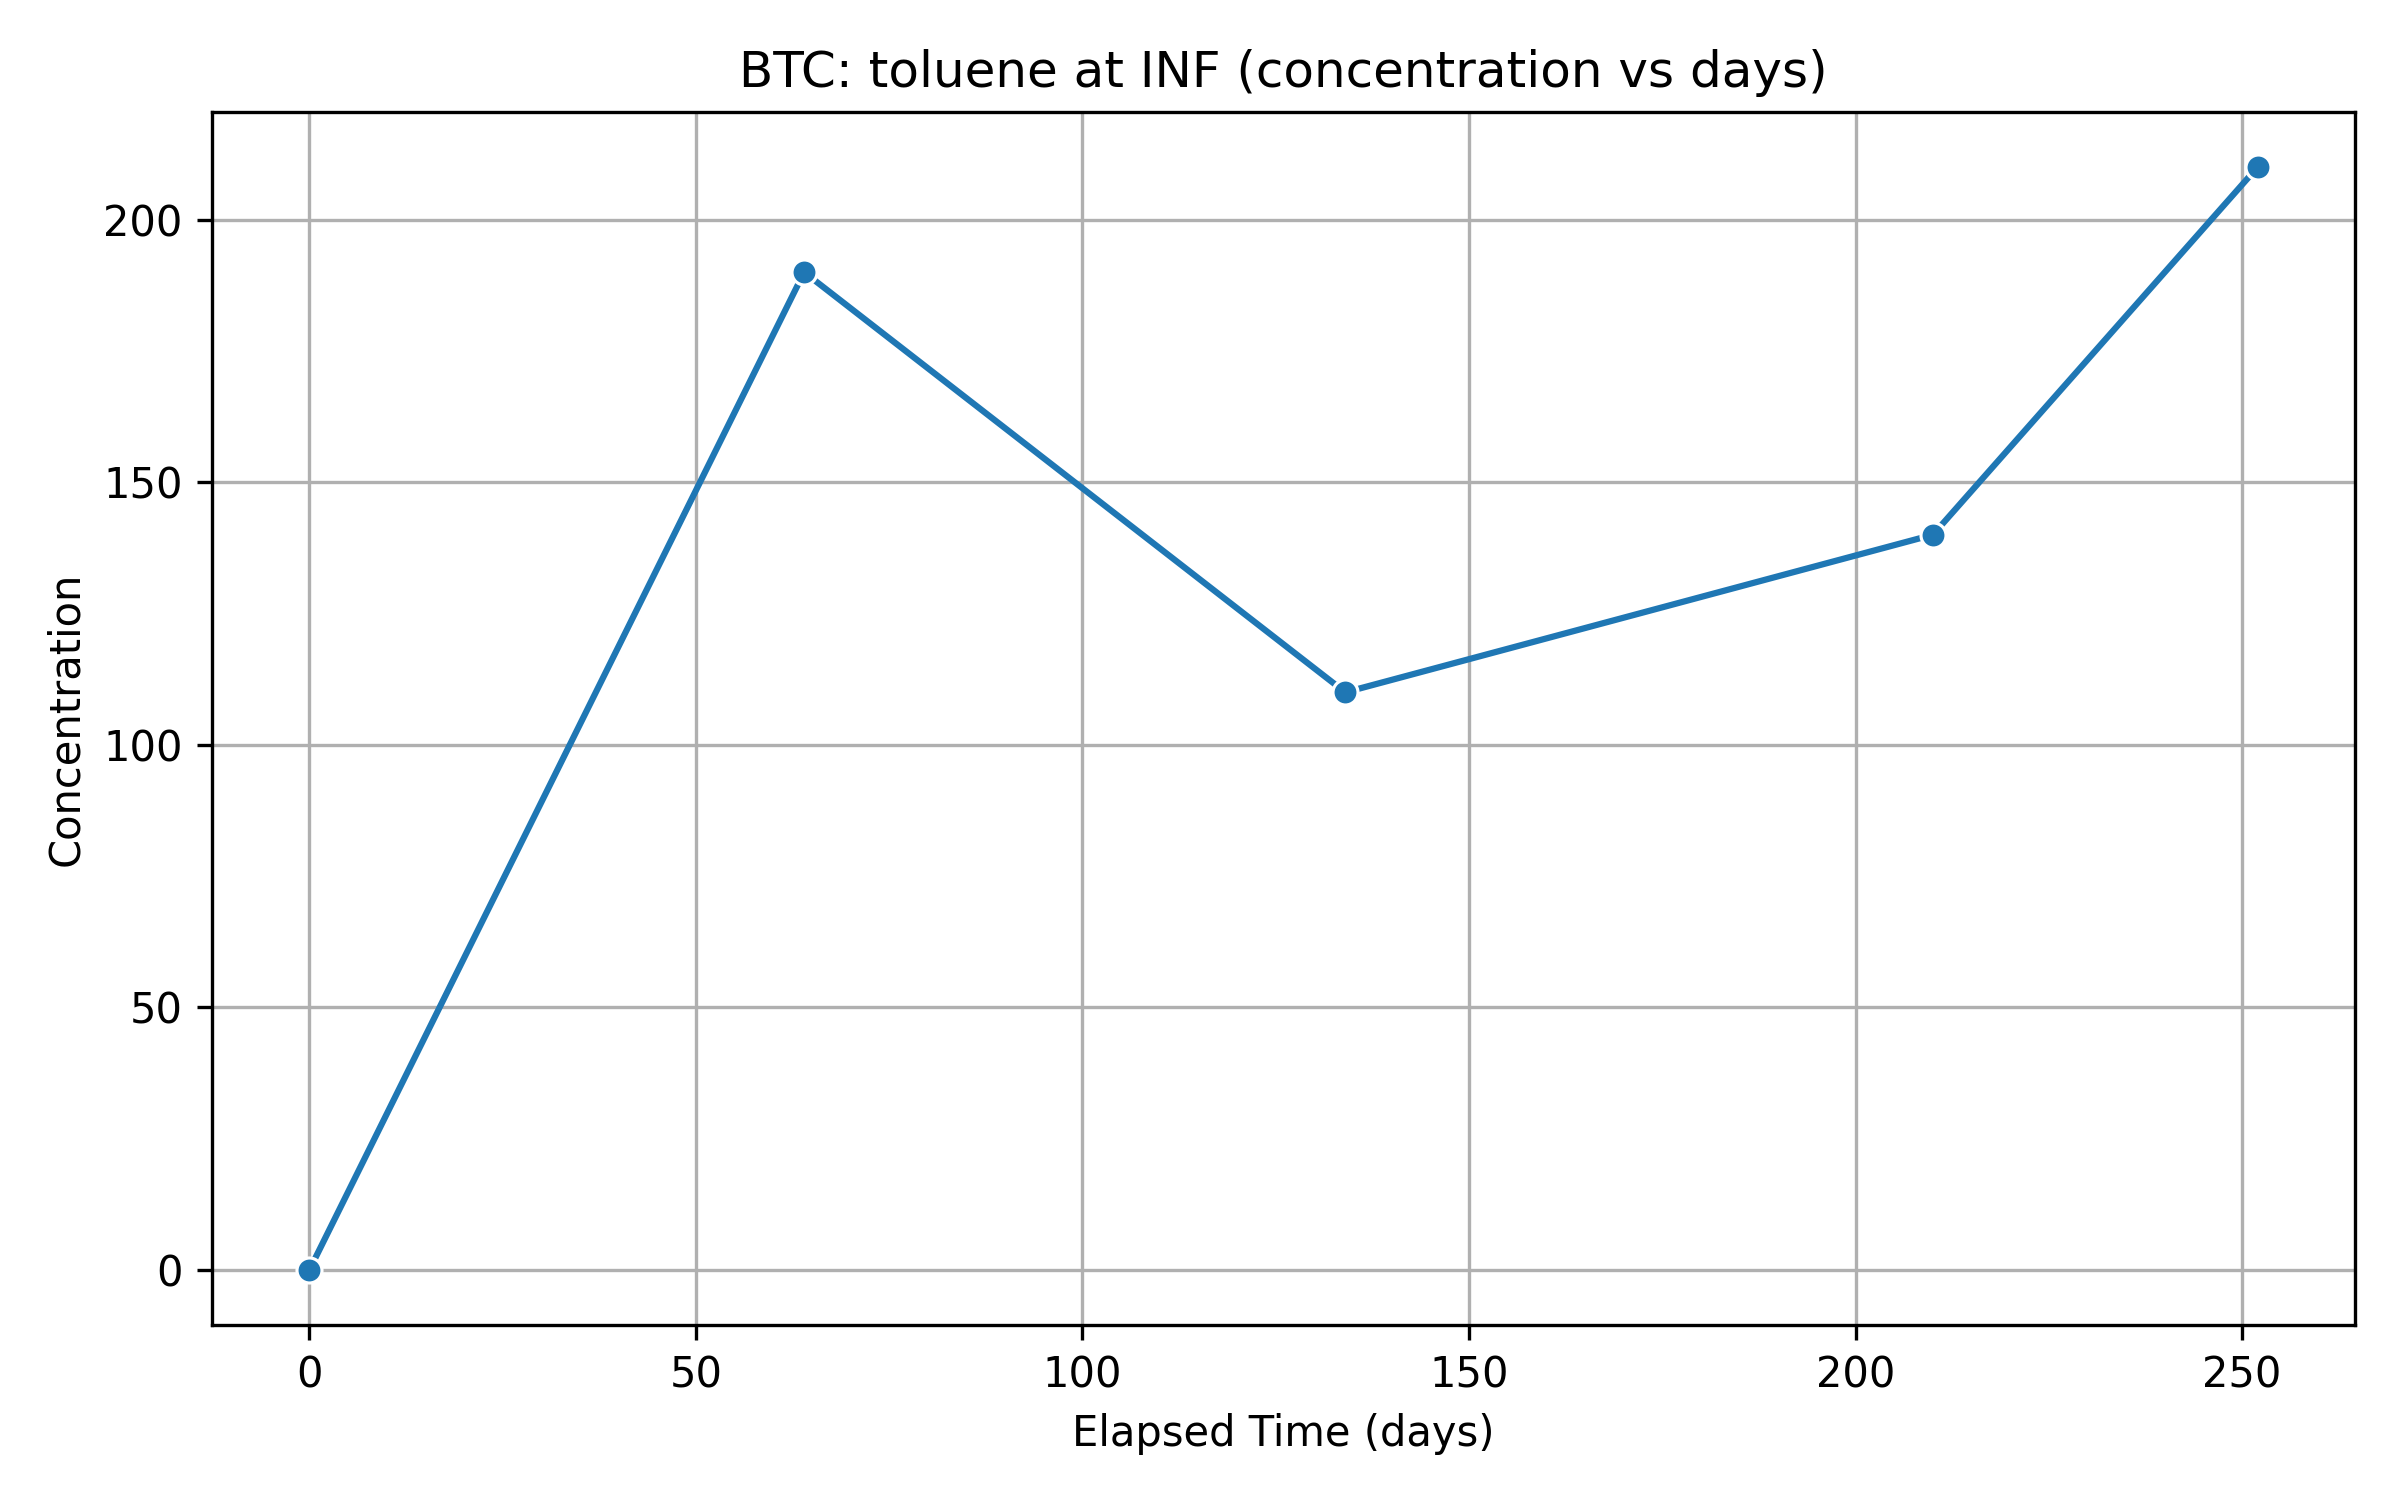 BTC: toluene at INF (concentration vs days)
200
150
100
50
0
Concentration
0 50 100 150 200 250
Elapsed Time (days)